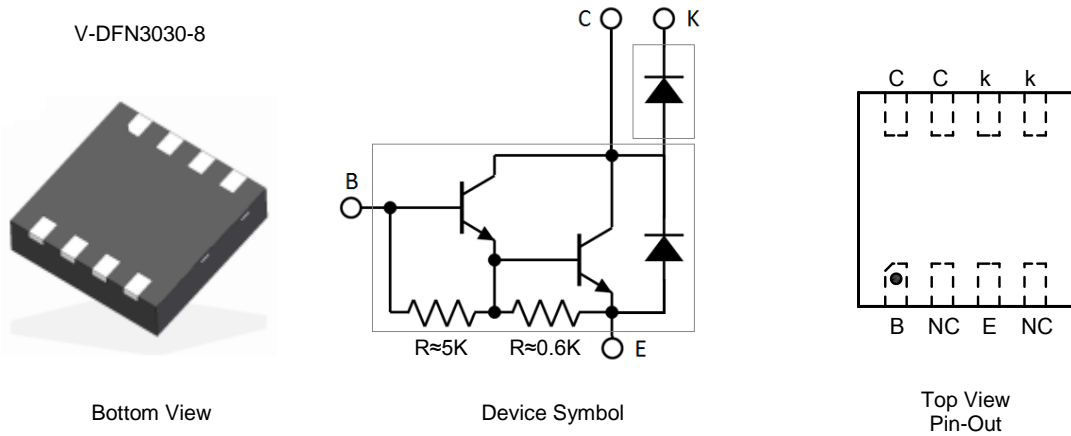 V-DFN3030-8
C K
B
R≈5K R≈0.6K
E
Bottom View
Device Symbol
C C k k
B NC E NC
Top View
Pin-Out